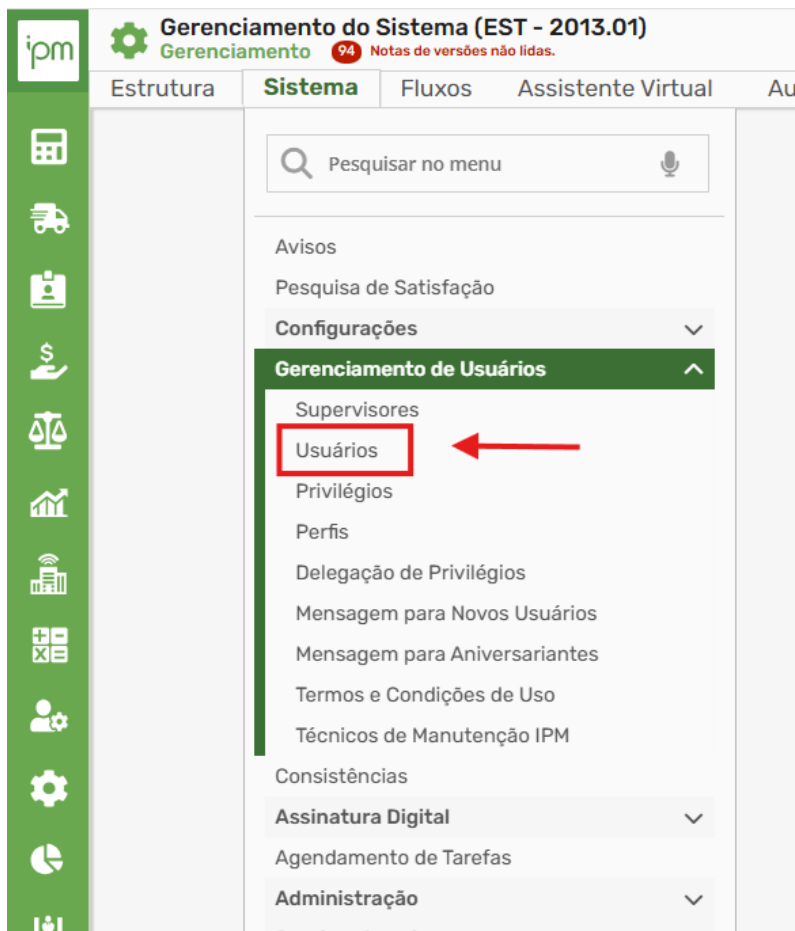 ipm
Gerenciamento do Sistema (EST - 2013.01)
Gerenciamento 94 Notas de versões não lidas.
Estrutura Sistema Fluxos Assistente Virtual Au
Pesquisar no menu
Avisos
Pesquisa de Satisfação
Configurações
Gerenciamento de Usuários
Supervisores
Usuários
Privilégios
Perfis
Delegação de Privilégios
Mensagem para Novos Usuários
Mensagem para Aniversariantes
Termos e Condições de Uso
Técnicos de Manutenção IPM
Consistências
Assinatura Digital
Agendamento de Tarefas
Administração